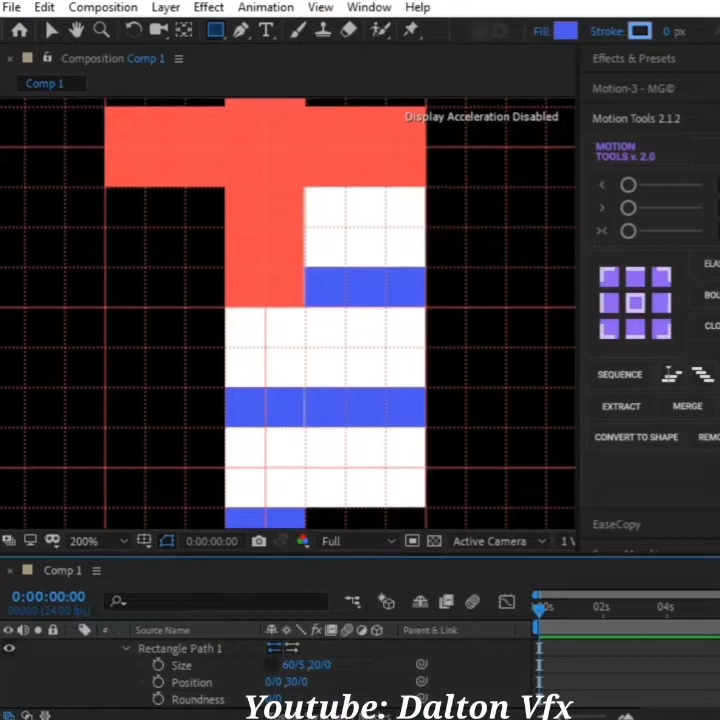 File Edit Composition Layer Effect Animation View Window Help
Fill: Stroke: 0 px
× Composition Comp 1
Comp 1
Display Acceleration Disabled
Effects & Presets
Motion-3 - MG©
Motion Tools 2.1.2
MOTION
TOOLS v. 2.0
SEQUENCE
EXTRACT MERGE
CONVERT TO SHAPE
EaseCopy
200% 0:00:00:00 Full Active Camera
× Comp 1
0:00:00:00
00000 (24.00 fps)
02s 04s
# Source Name Parent & Link
Rectangle Path 1
Size 60/5,20/0
Position 0/0,30/0
Roundness
Youtube: Dalton Vfx